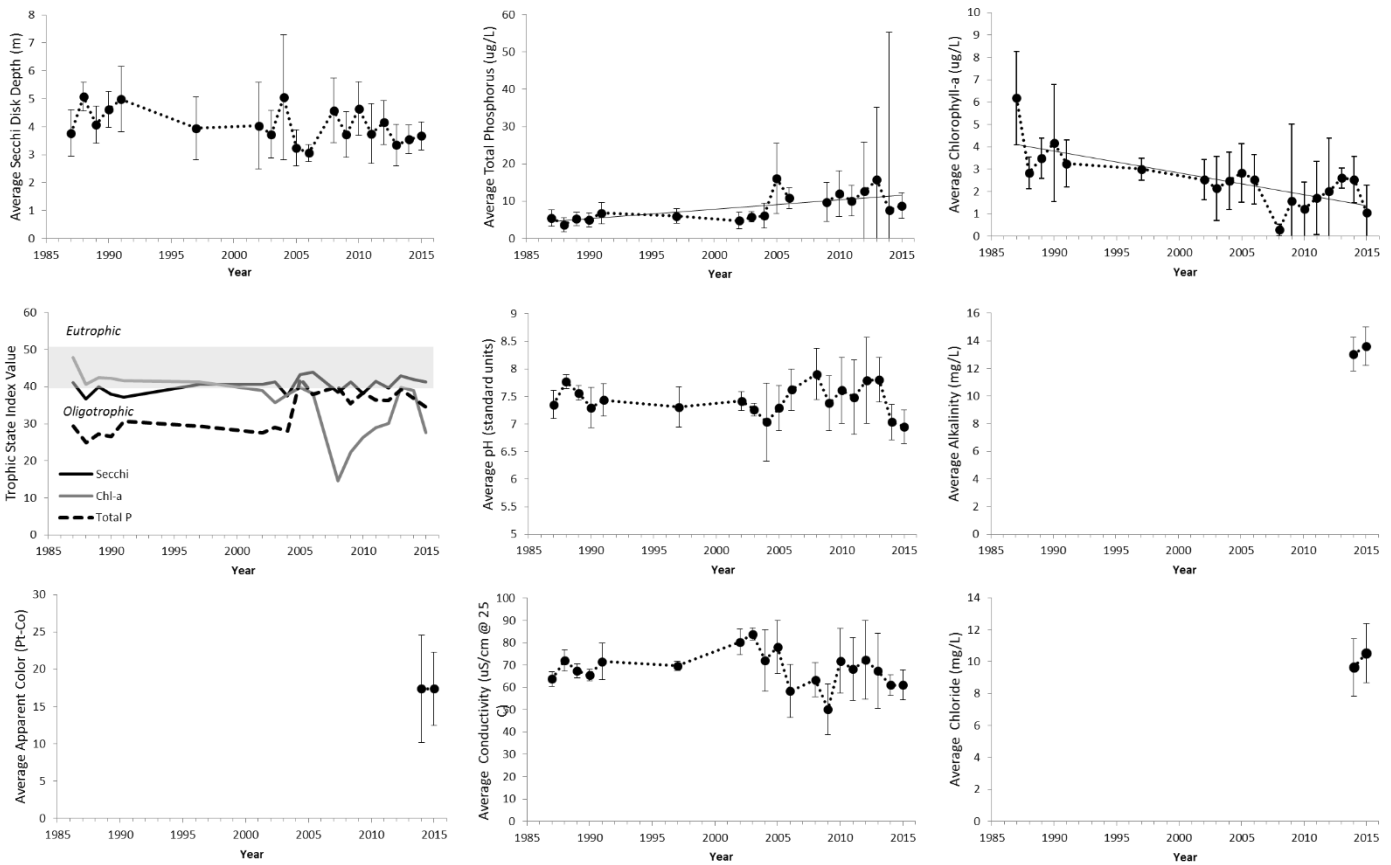 Average Secchi Disk Depth (m)
8
7
6
5
4
3
2
1
0
1985 1990 1995 2000 2005 2010 2015
Year
Average Total Phosphorus (ug/L)
60
50
40
30
20
10
0
1985 1990 1995 2000 2005 2010 2015
Year
Average Chlorophyll-a (ug/L)
10
9
8
7
6
5
4
3
2
1
0
1985 1990 1995 2000 2005 2010 2015
Year
Trophic State Index Value
60
50
40
30
20
10
0
Eutrophic
Oligotrophic
Secchi
Chl-a
Total P
1985 1990 1995 2000 2005 2010 2015
Year
Average pH (standard units)
9
8.5
8
7.5
7
6.5
6
5.5
5
1985 1990 1995 2000 2005 2010 2015
Year
Average Alkalinity (mg/L)
16
14
12
10
8
6
4
2
0
1985 1990 1995 2000 2005 2010 2015
Year
Average Apparent Color (Pt-Co)
30
25
20
15
10
5
0
1985 1990 1995 2000 2005 2010 2015
Year
Average Conductivity (uS/cm @ 25
C)
100
90
80
70
60
50
40
30
20
10
0
1985 1990 1995 2000 2005 2010 2015
Year
Average Chloride (mg/L)
14
12
10
8
6
4
2
0
1985 1990 1995 2000 2005 2010 2015
Year